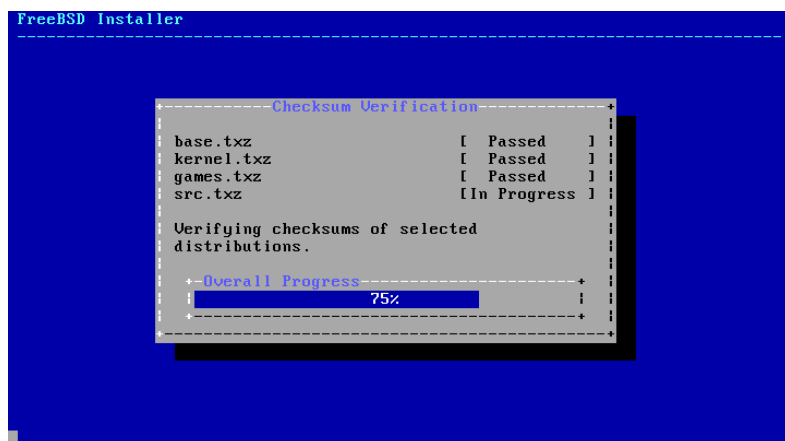 FreeBSD Installer
Checksum Verification
base.txz [ Passed ]
kernel.txz [ Passed ]
games.txz [ Passed ]
src.txz [In Progress ]
Verifying checksums of selected
distributions.
Overall Progress
75%